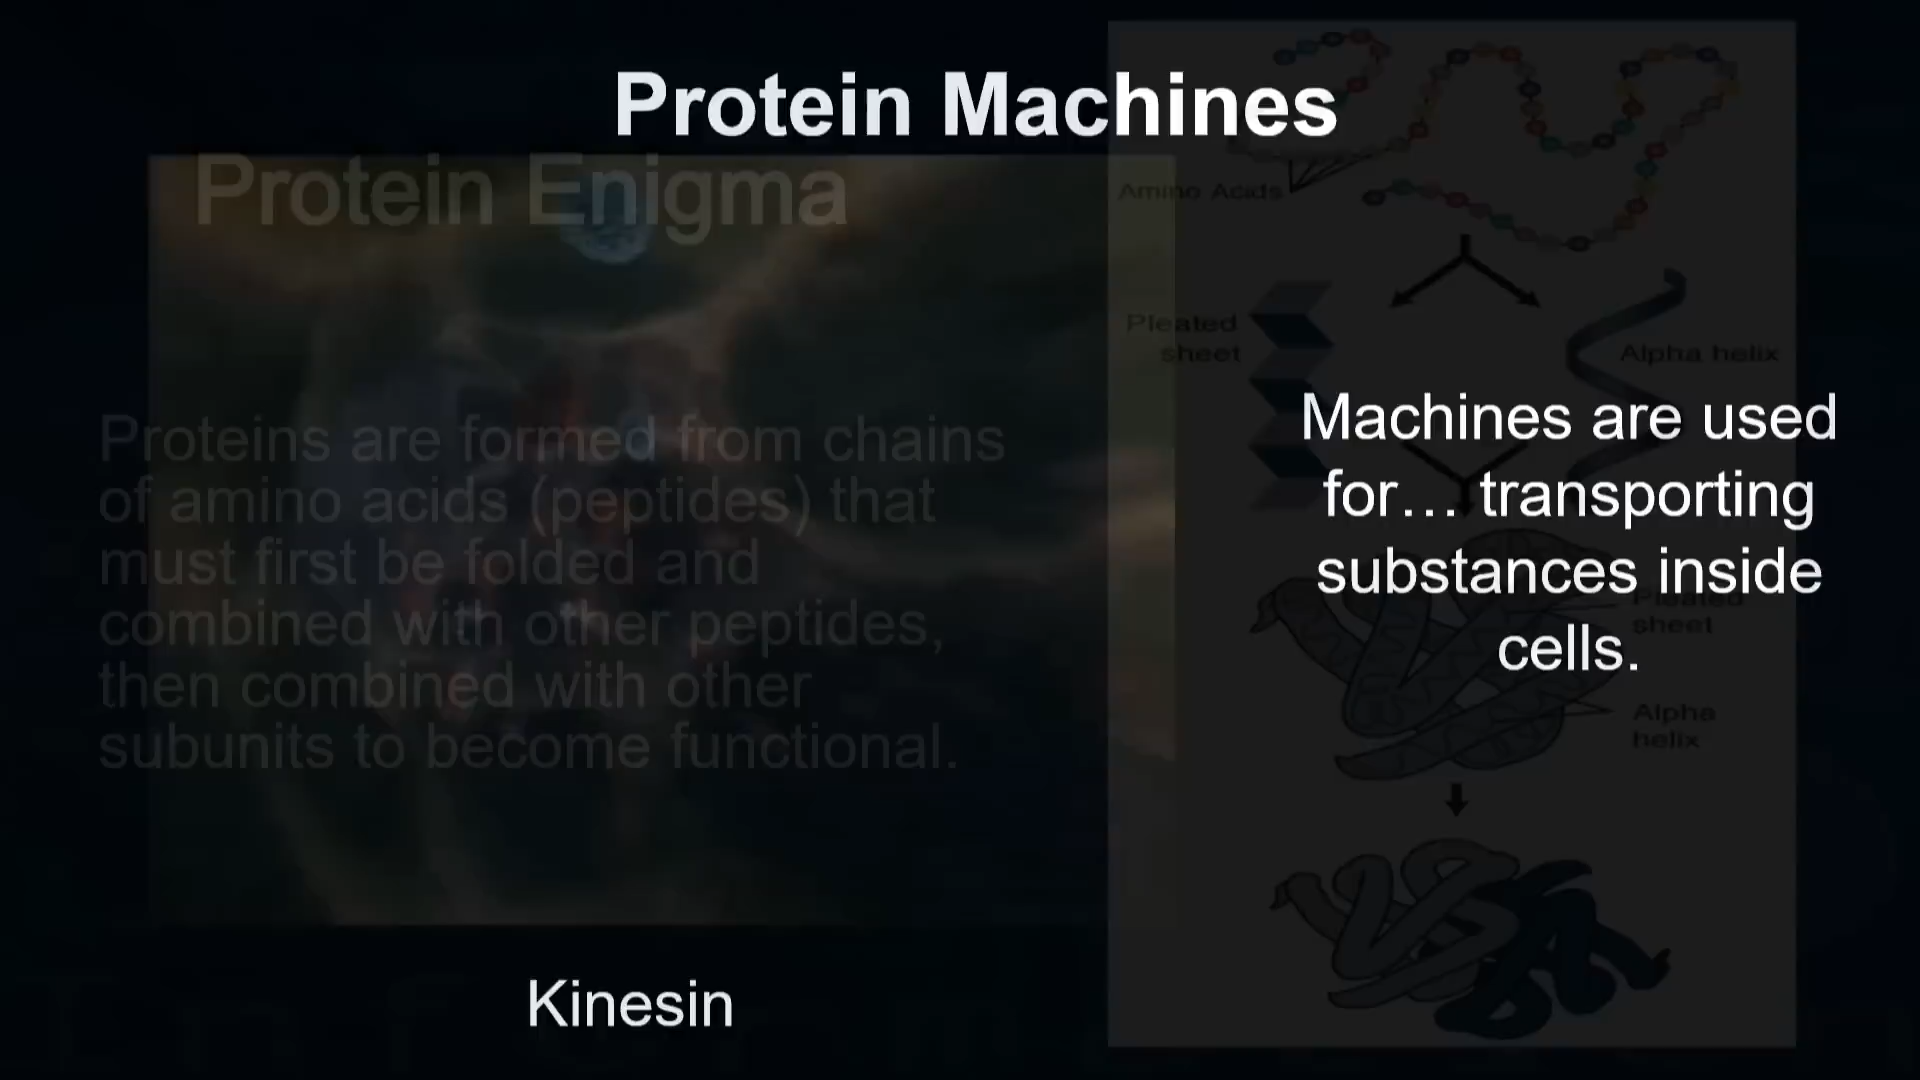 Protein Machines
Protein Enigma
Amino Acids
Pleated
sheet
Alpha helix
Machines are used
for… transporting
substances inside
cells.
Proteins are formed from chains
of amino acids (peptides) that
must first be folded and
combined with other peptides,
then combined with other
subunits to become functional.
Pleated
sheet
Alpha
helix
Kinesin